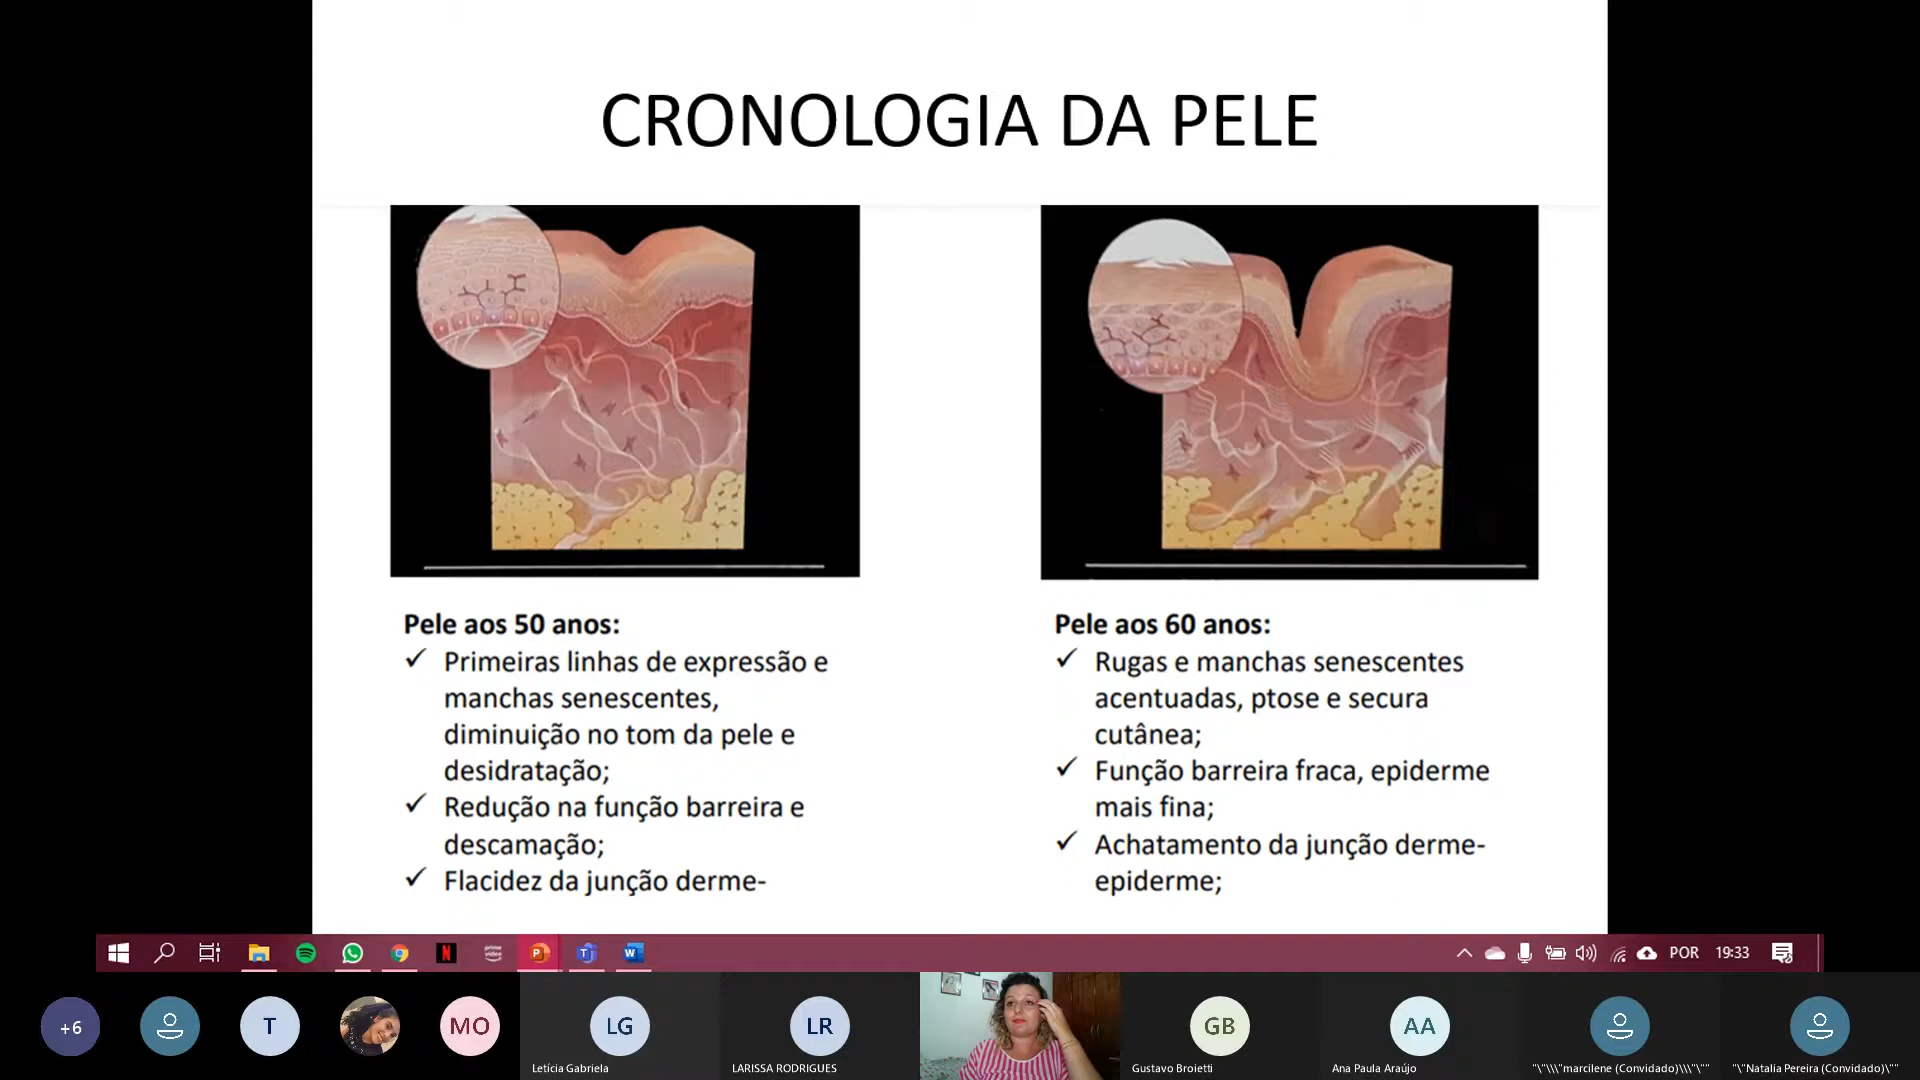 CRONOLOGIA DA PELE
Pele aos 50 anos:
✓ Primeiras linhas de expressão e
manchas senescentes,
diminuição no tom da pele e
desidratação;
✓ Redução na função barreira e
descamação;
✓ Flacidez da junção derme-
Pele aos 60 anos:
✓ Rugas e manchas senescentes
acentuadas, ptose e secura
cutânea;
✓ Função barreira fraca, epiderme
mais fina;
✓ Achatamento da junção derme-
epiderme;
N
prime video
P
T
W
POR
19:33
+6
T
MO
LG
Letícia Gabriela
LR
LARISSA RODRIGUES
GB
Gustavo Broietti
AA
Ana Paula Araújo
"\"\\\"marcilene (Convidado)\\\"\""
"\"Natalia Pereira (Convidado)\""